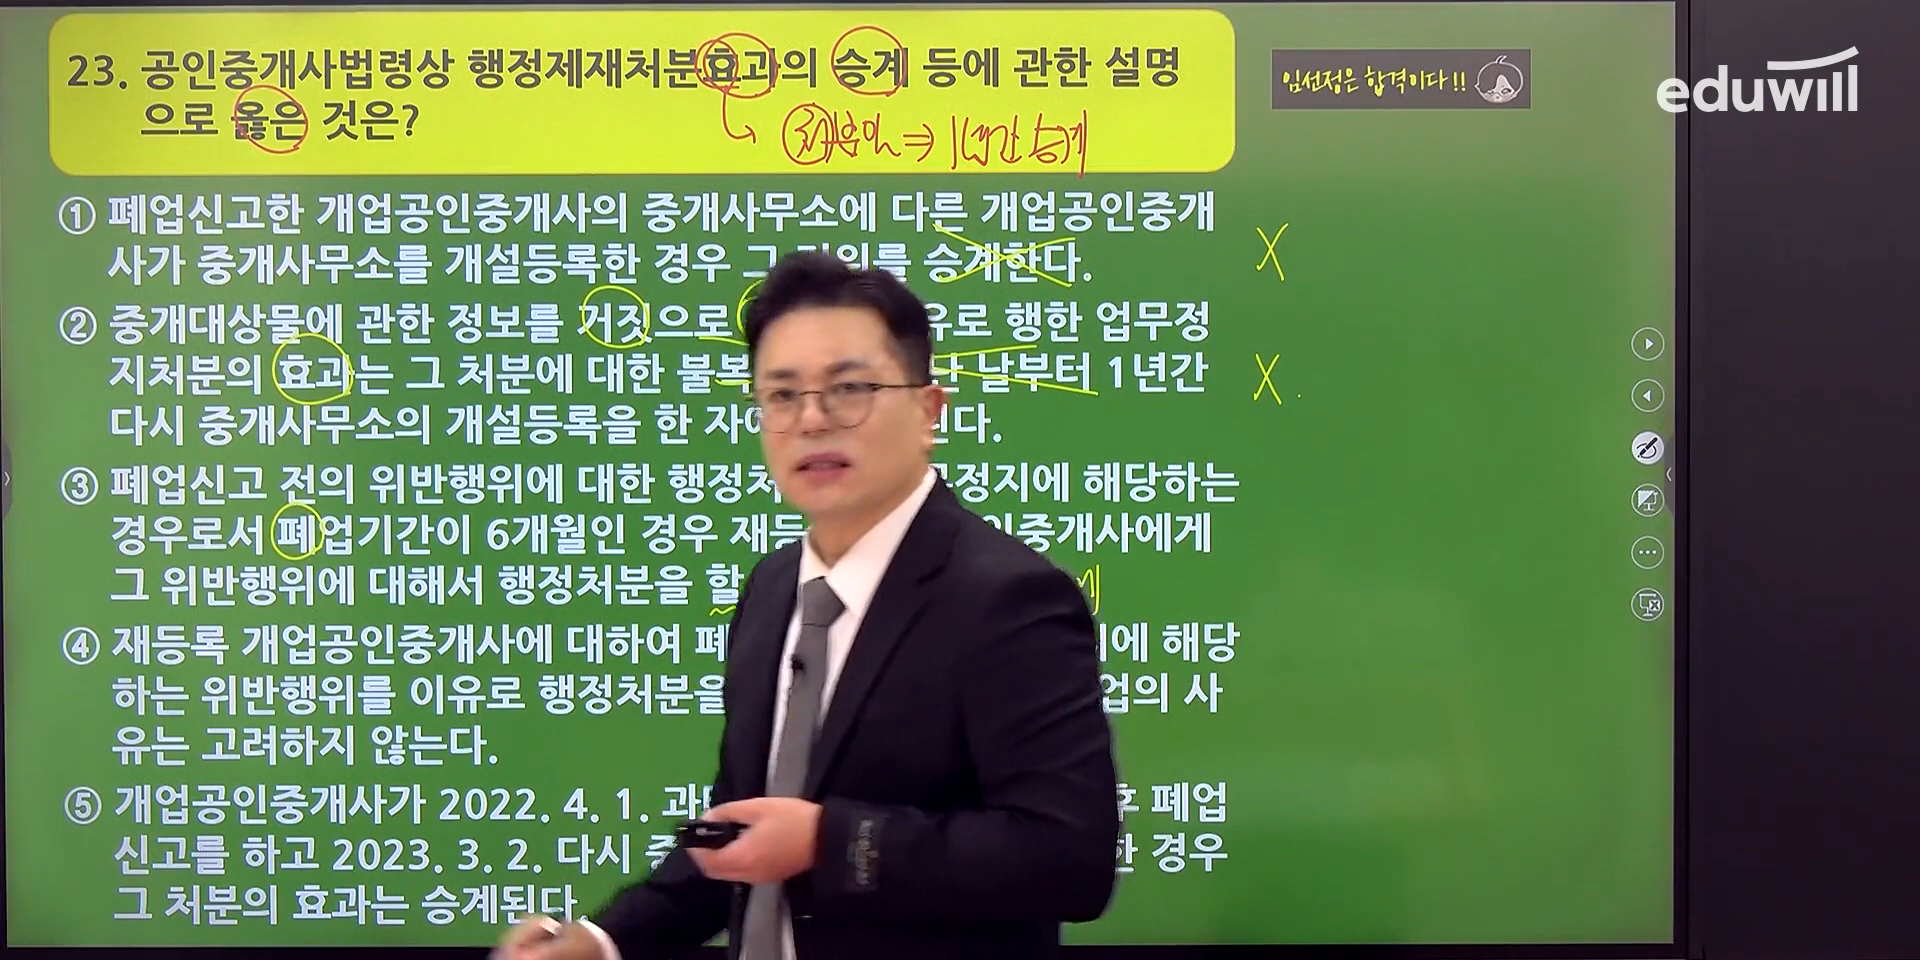 23. 공인중개사법령상 행정제재처분효과의 승계 등에 관한 설명
으로 옳은 것은?
처분일 ⇒ 1년간 승계
임선정은 합격이다 !!
eduwill
① 폐업신고한 개업공인중개사의 중개사무소에 다른 개업공인중개
사가 중개사무소를 개설등록한 경우 그 를 승계한다.
X
② 중개대상물에 관한 정보를 거짓으로 유로 행한 업무정
지처분의 효과는 그 처분에 대한 불복 날부터 1년간
X
다시 중개사무소의 개설등록을 한 자에 된다.
③ 폐업신고 전의 위반행위에 대한 행정처 정지에 해당하는
경우로서 폐업기간이 6개월인 경우 재등 인중개사에게
그 위반행위에 대해서 행정처분을 할
④ 재등록 개업공인중개사에 대하여 폐 에 해당
하는 위반행위를 이유로 행정처분을 업의 사
유는 고려하지 않는다.
⑤ 개업공인중개사가 2022. 4. 1. 과 후 폐업
신고를 하고 2023. 3. 2. 다시 중 한 경우
그 처분의 효과는 승계된다.